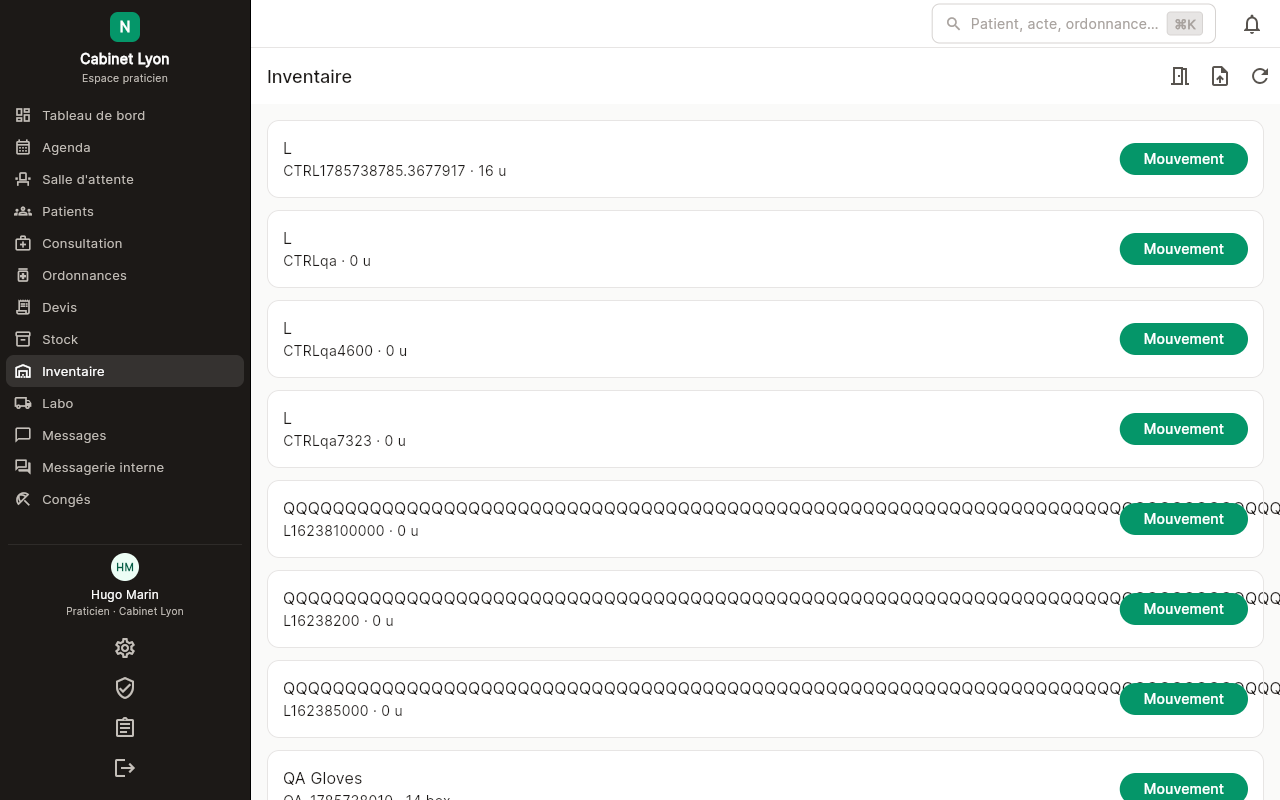 N
Cabinet Lyon
Espace praticien
Tableau de bord
Agenda
Salle d'attente
Patients
Consultation
Ordonnances
Devis
Stock
Inventaire
Labo
Messages
Messagerie interne
Congés
HM
Hugo Marin
Praticien · Cabinet Lyon
Patient, acte, ordonnance... ⌘K
Inventaire
L
CTRL1785738785.3677917 · 16 u
Mouvement
L
CTRLqa · 0 u
Mouvement
L
CTRLqa4600 · 0 u
Mouvement
L
CTRLqa7323 · 0 u
Mouvement
L16238100000 · 0 u
Mouvement
L16238200 · 0 u
Mouvement
L162385000 · 0 u
Mouvement
QA Gloves
Mouvement